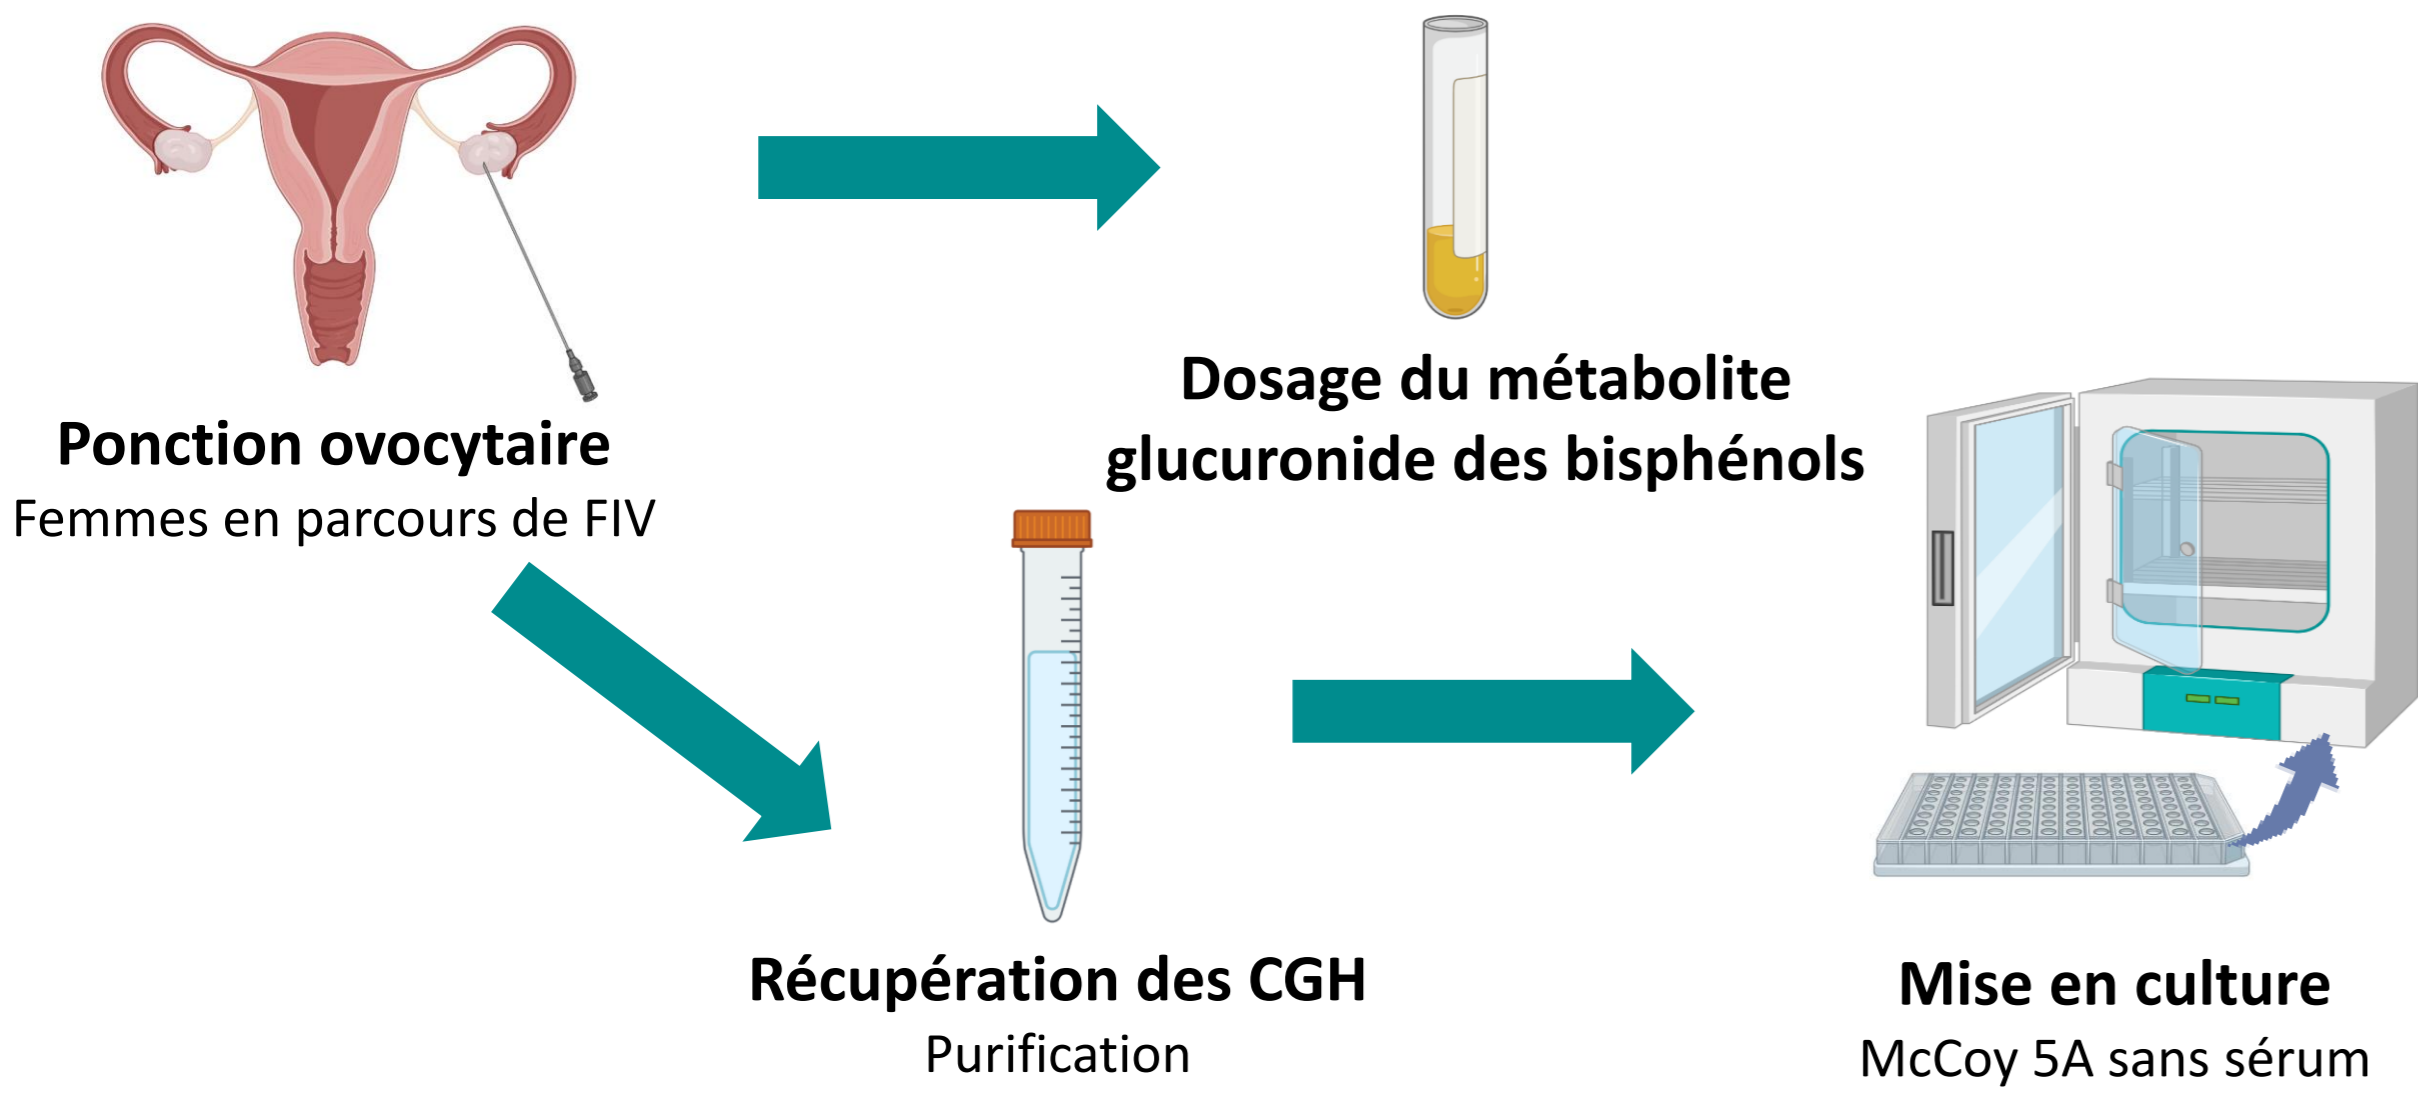 Ponction ovocytaire
Femmes en parcours de FIV
Dosage du métabolite
glucuronide des bisphénols
Récupération des CGH
Purification
Mise en culture
McCoy 5A sans sérum